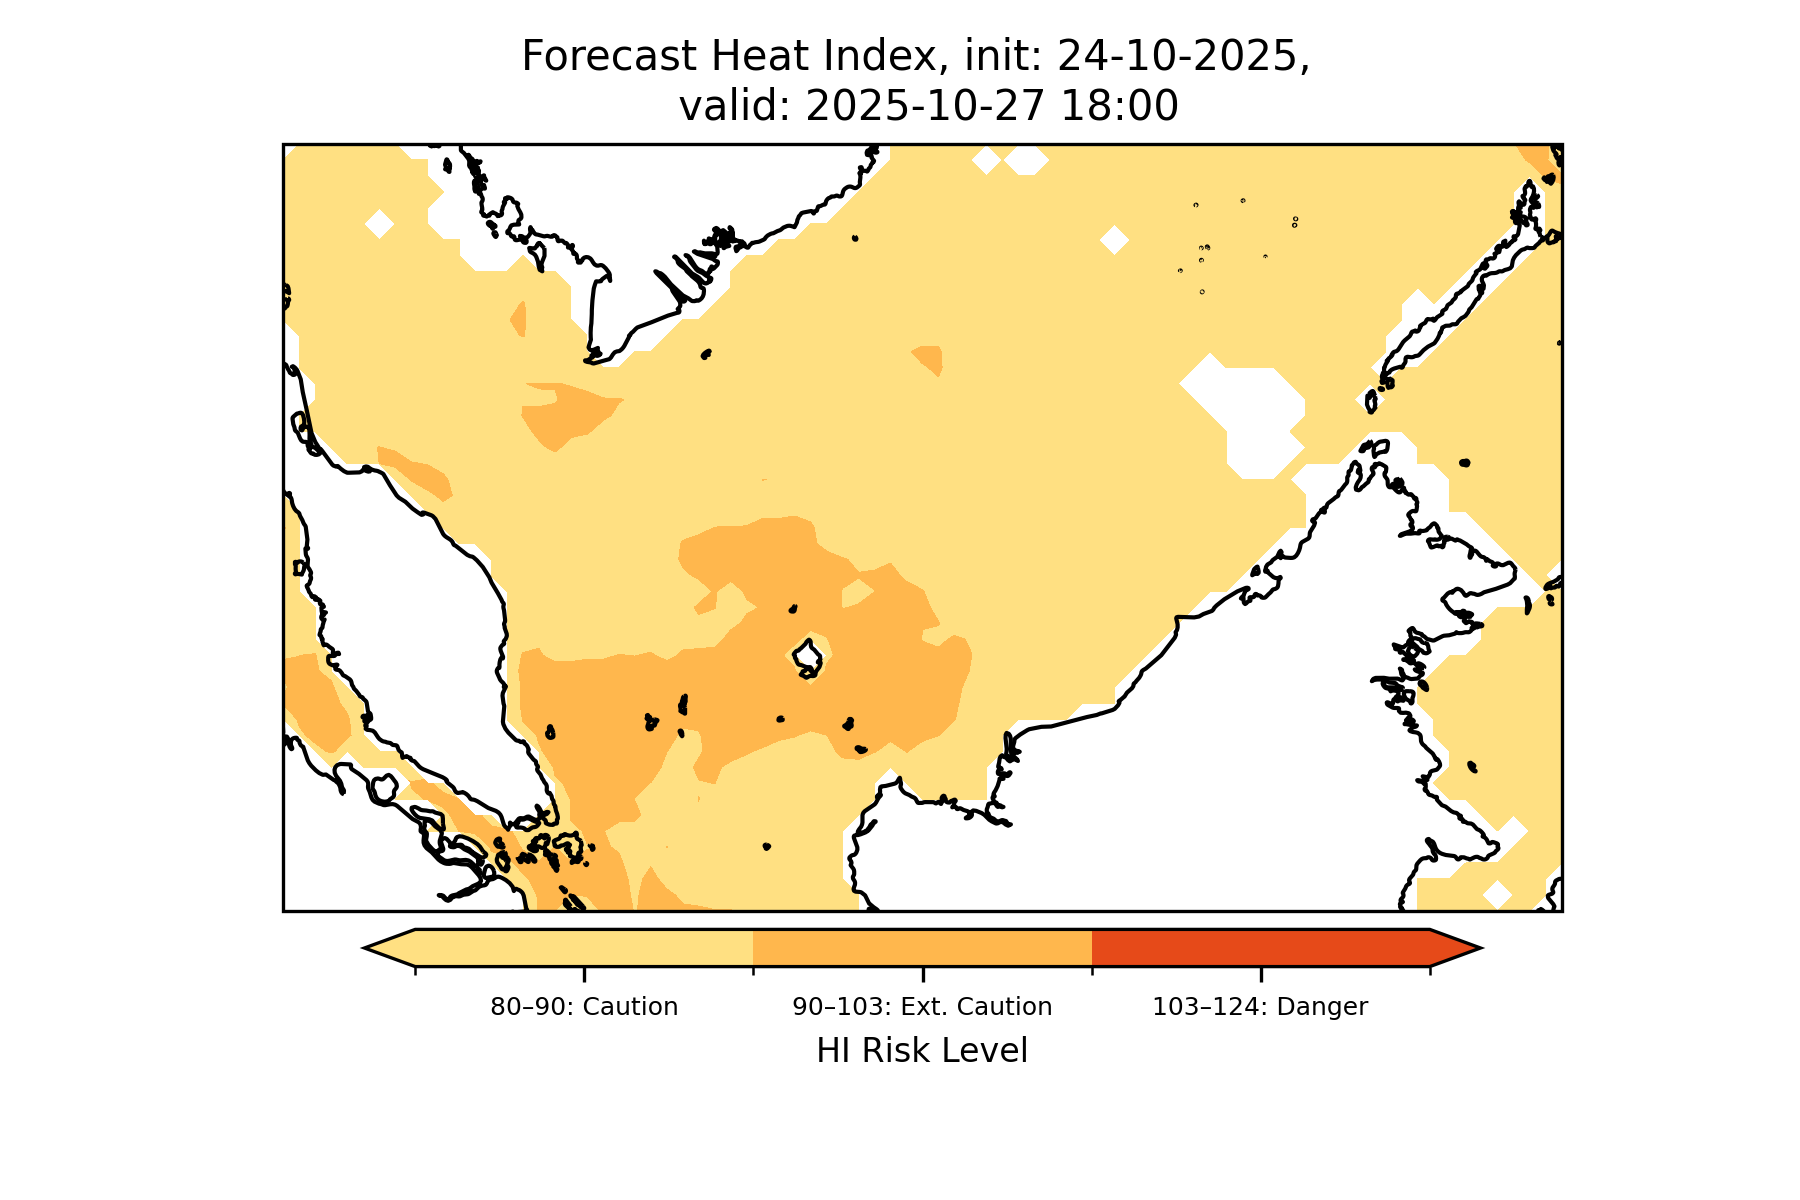 Forecast Heat Index, init: 24-10-2025,
valid: 2025-10-27 18:00
80–90: Caution
90–103: Ext. Caution
103–124: Danger
HI Risk Level